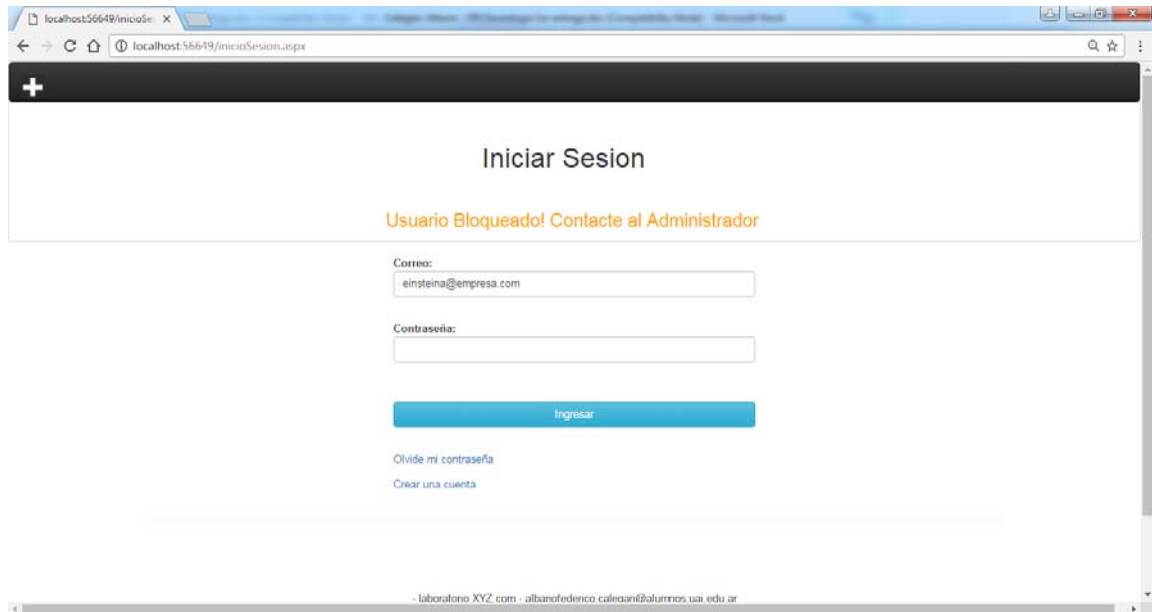 localhost:56649/inicioSe
localhost:56649/inicioSesion.aspx
Iniciar Sesion
Usuario Bloqueado! Contacte al Administrador
Correo:
einsteina@empresa.com
Contraseña:
Ingresar
Olvide mi contraseña
Crear una cuenta
- laboratorio XYZ.com - albanofederico.calegari@alumnos.uai.edu.ar